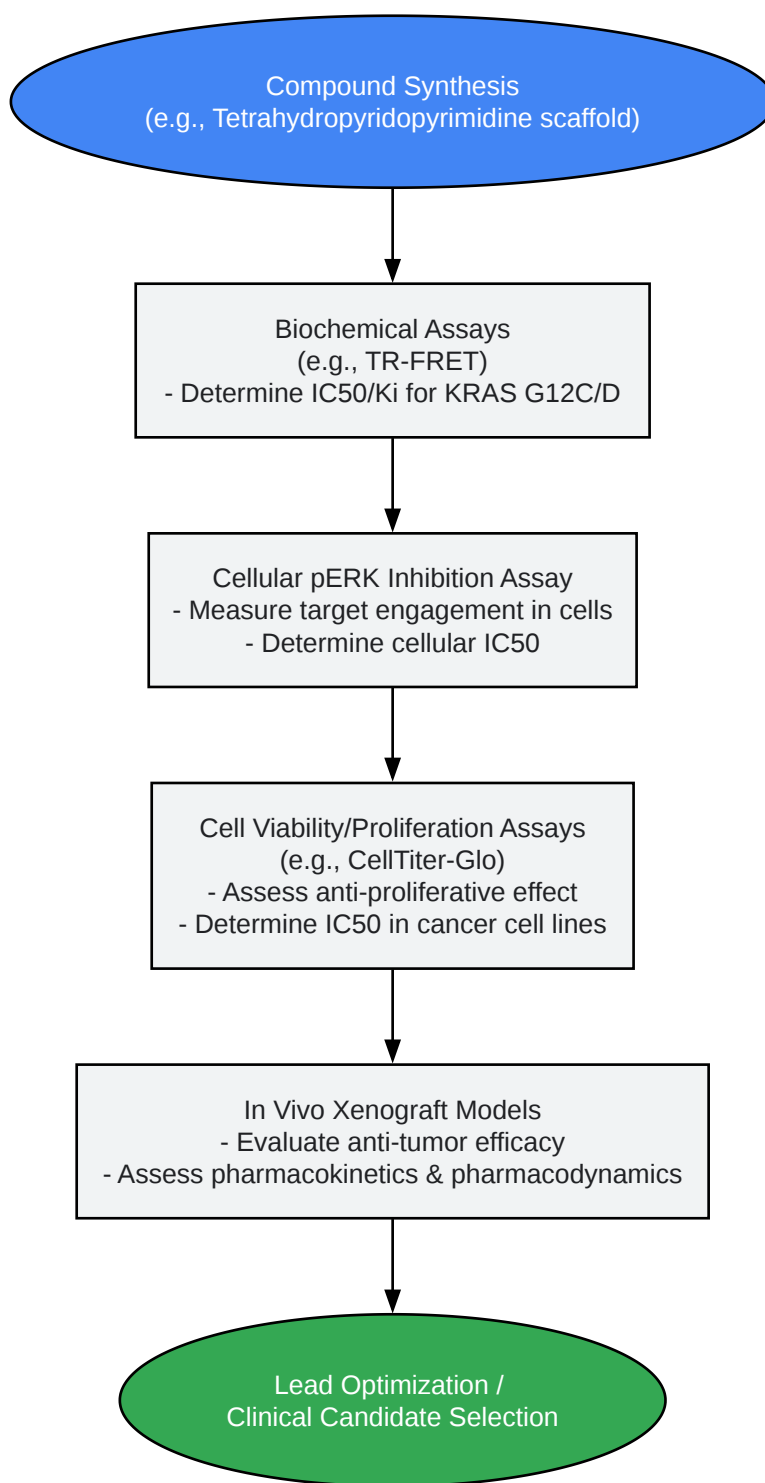 Compound Synthesis
(e.g., Tetrahydropyridopyrimidine scaffold)
Biochemical Assays
(e.g., TR-FRET)
- Determine IC50/Ki for KRAS G12C/D
Cellular pERK Inhibition Assay
- Measure target engagement in cells
- Determine cellular IC50
Cell Viability/Proliferation Assays
(e.g., CellTiter-Glo)
- Assess anti-proliferative effect
- Determine IC50 in cancer cell lines
In Vivo Xenograft Models
- Evaluate anti-tumor efficacy
- Assess pharmacokinetics & pharmacodynamics
Lead Optimization /
Clinical Candidate Selection